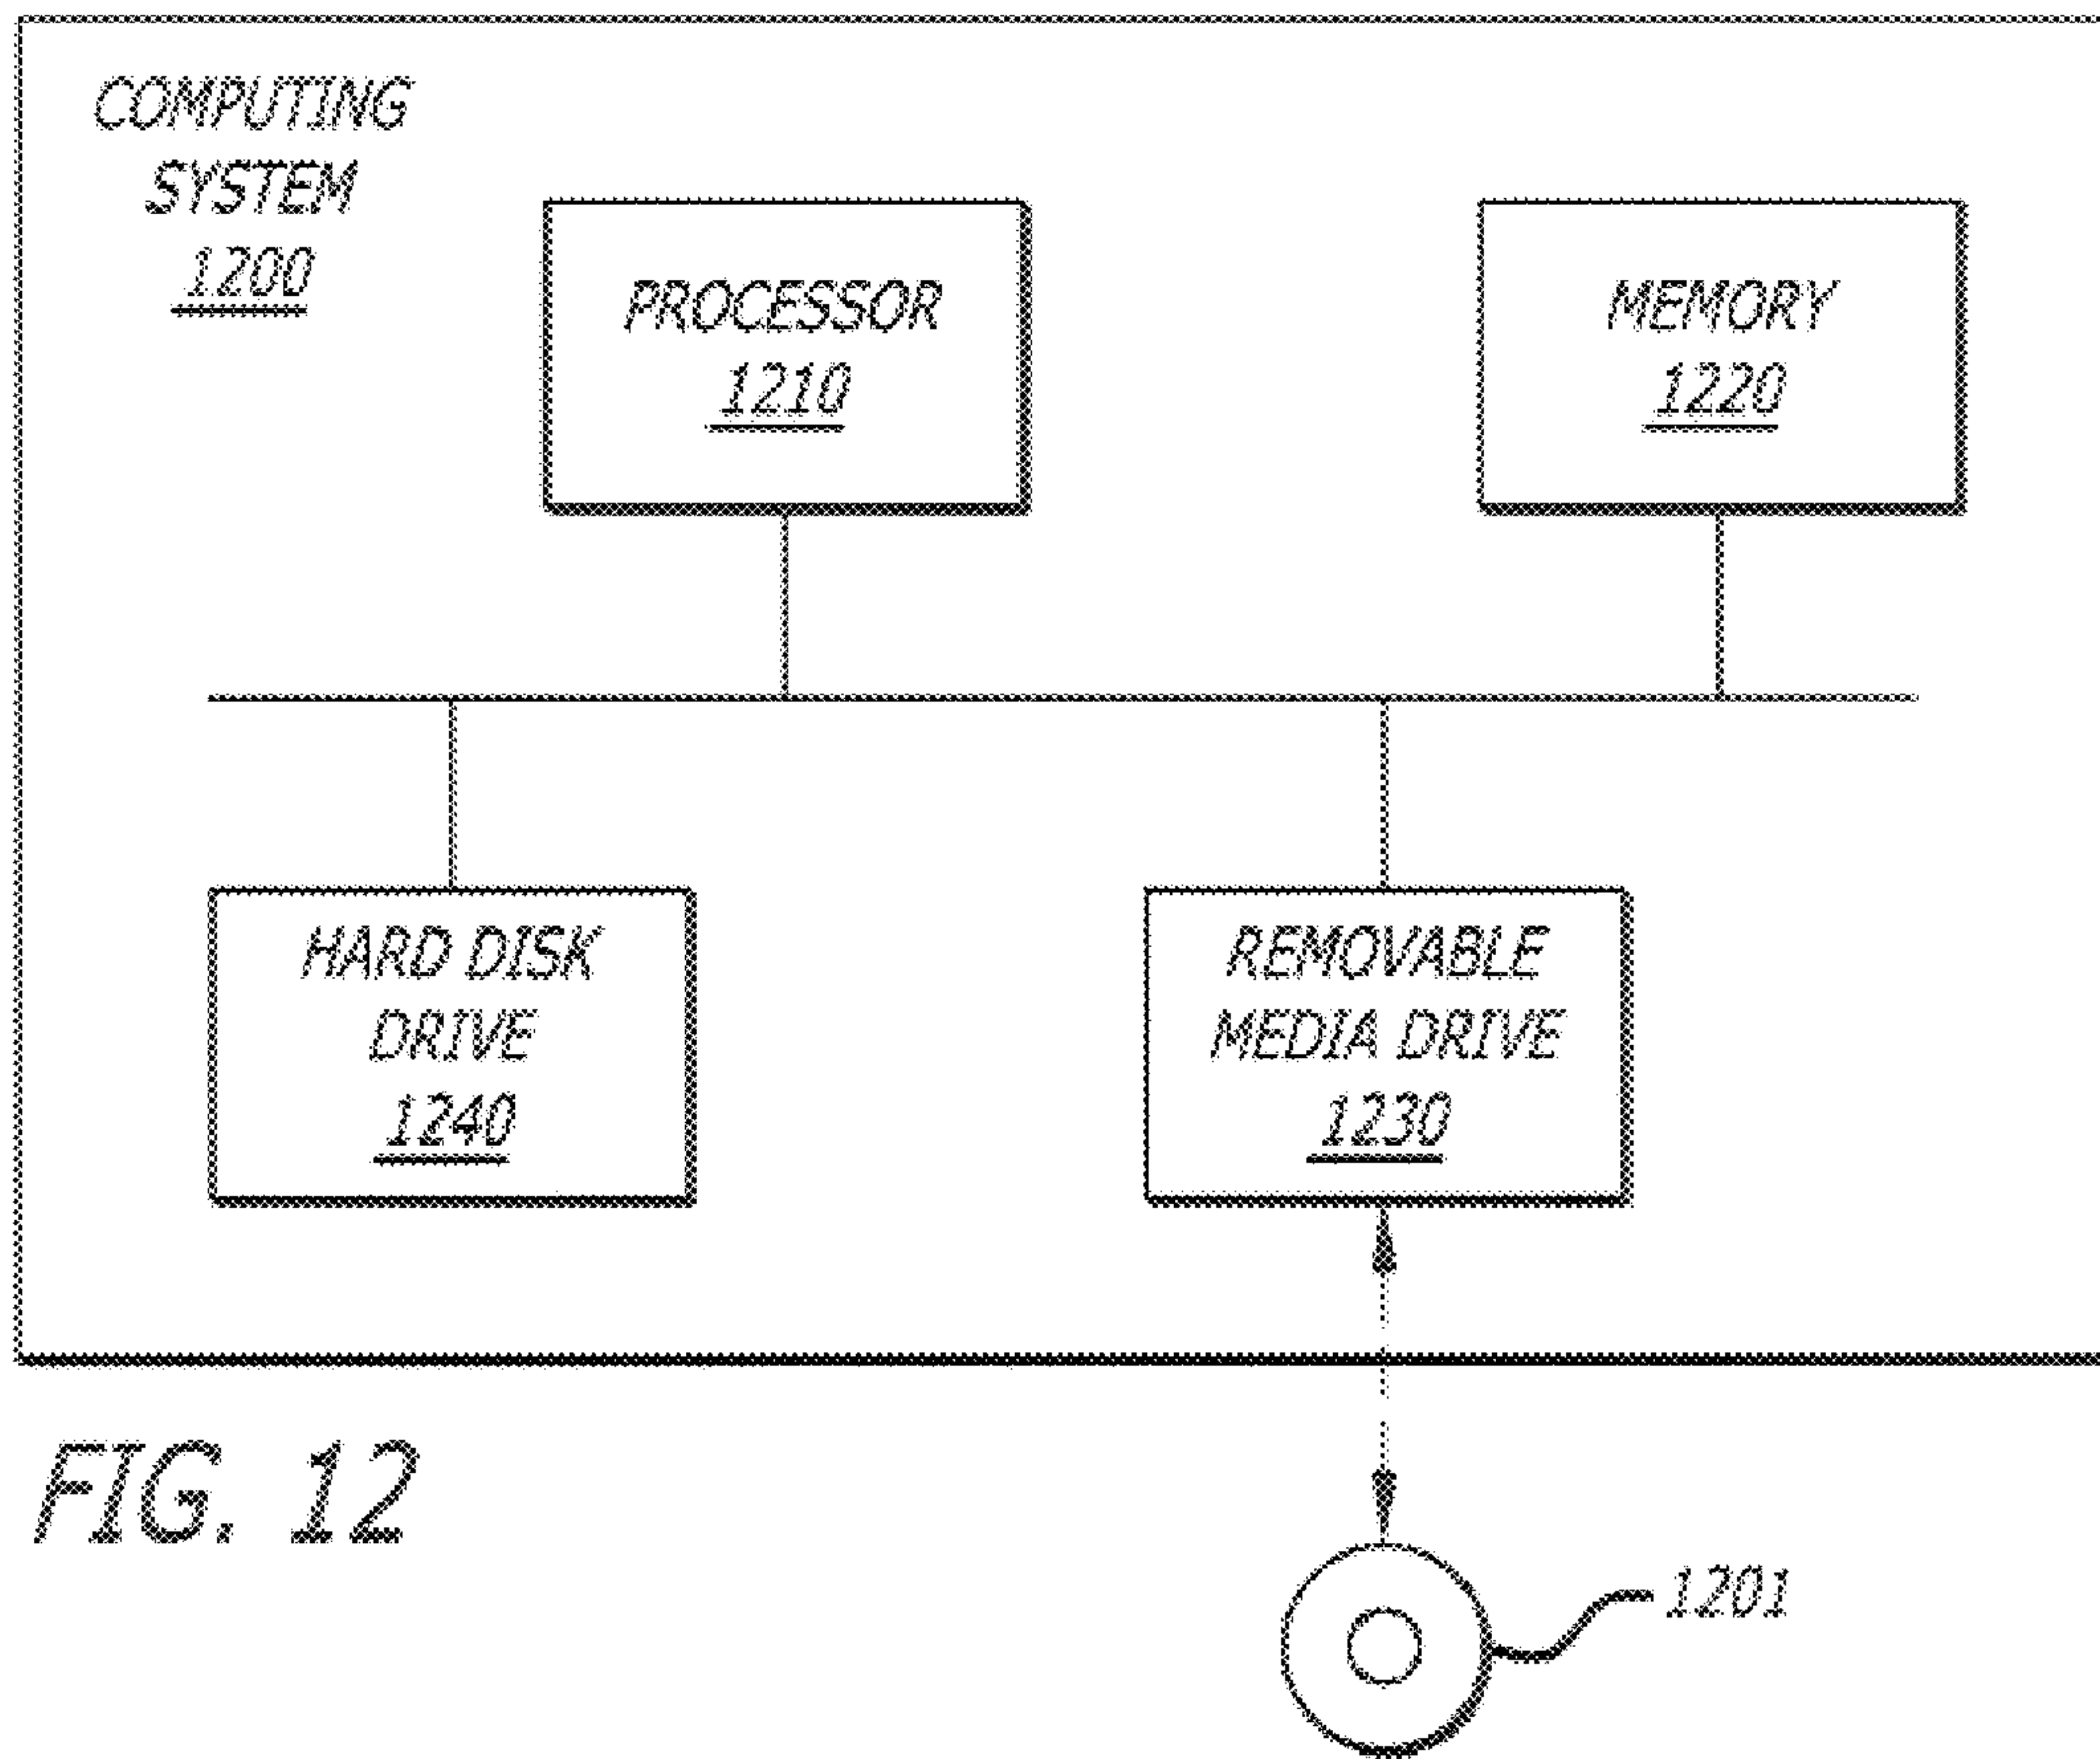 COMPUTING
SYSTEM
1200
PROCESSOR
1210
MEMORY
1220
HARD DISK
DRIVE
1240
REMOVABLE
MEDIA DRIVE
1230
FIG. 12
1201